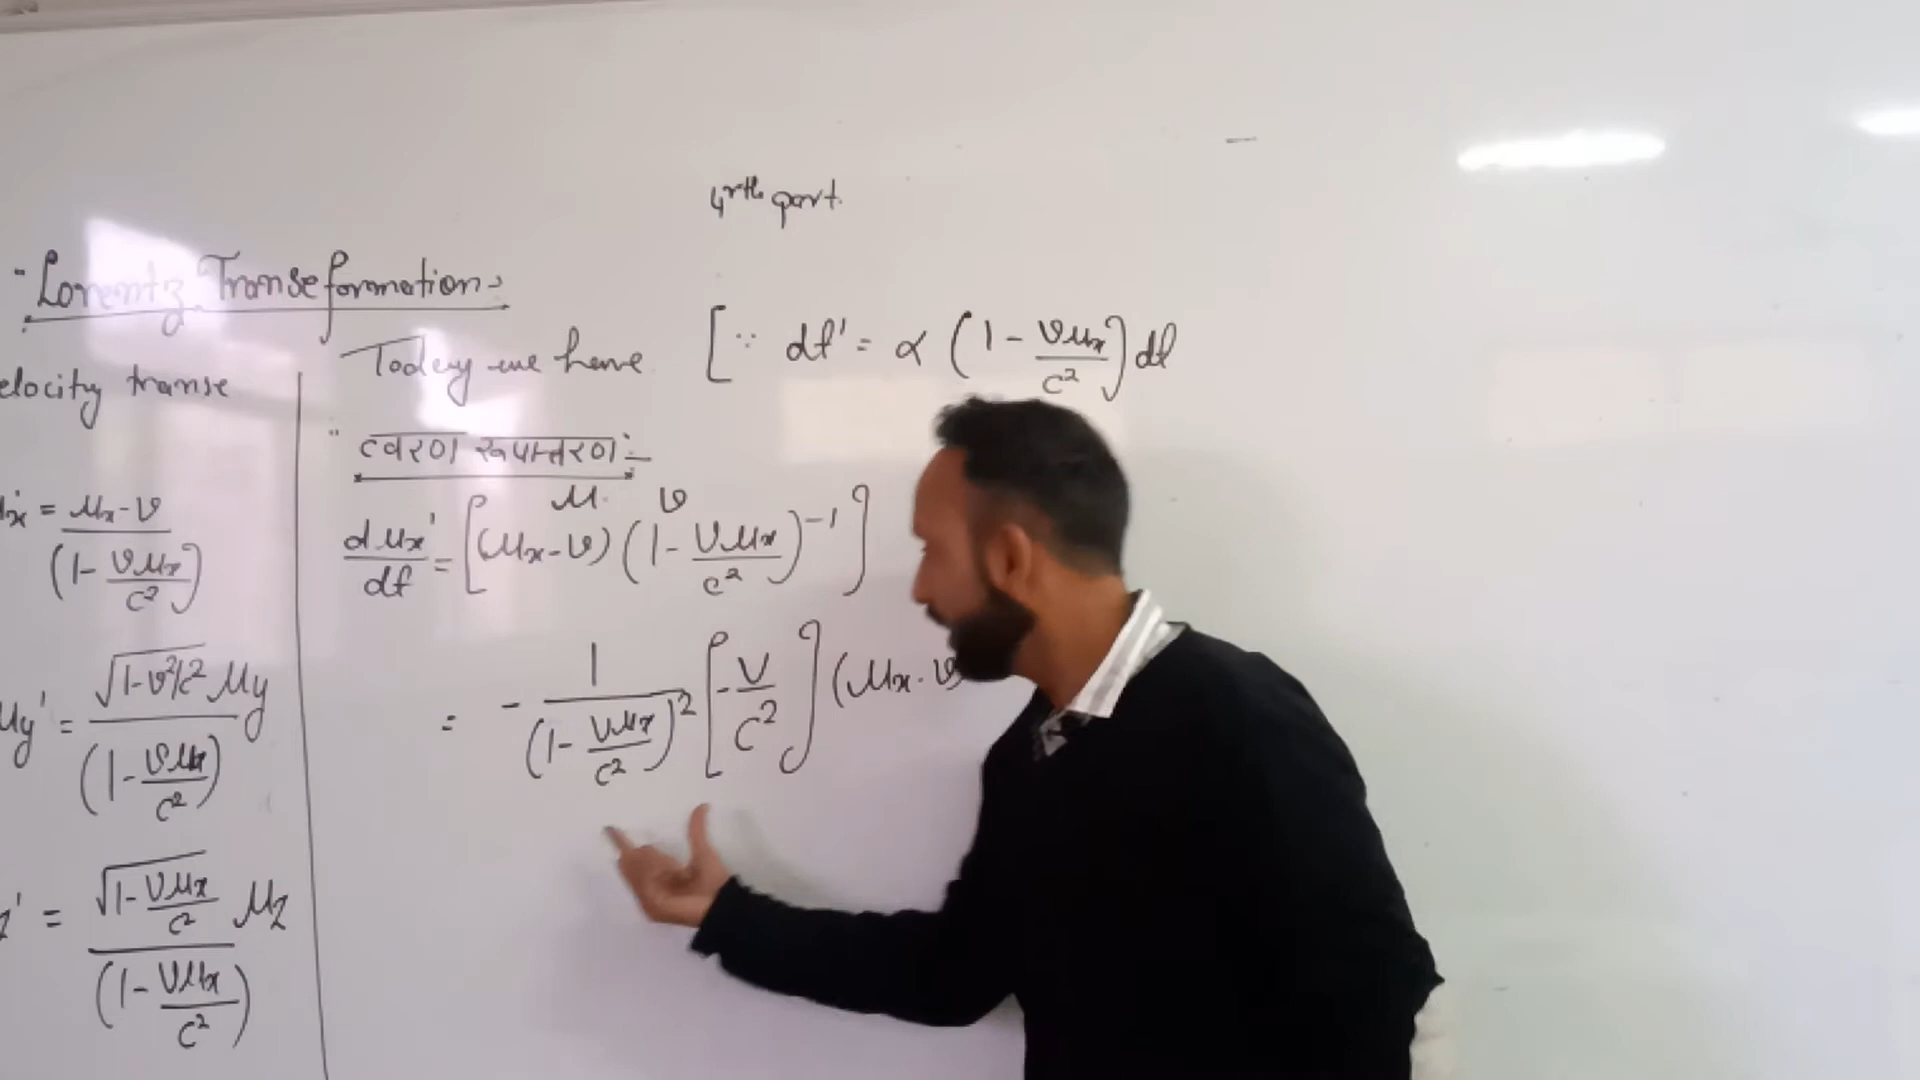 4rth part.
Lorentz Transeformation
elocity transe
x' = ux-v / (1- vux/c²)
uy' = √1-v²/c² uy / (1- vux/c²)
z' = √1- vux/c² uz / (1- vux/c²)
Today we have [∵ dt' = α (1- vux/c²) dt
त्वरण रूपान्तरण :-
u. v
dux'/dt = [(ux-v) (1- vux/c²)⁻¹]
= - 1/(1- vux/c²)² [- v/c²] (ux-v